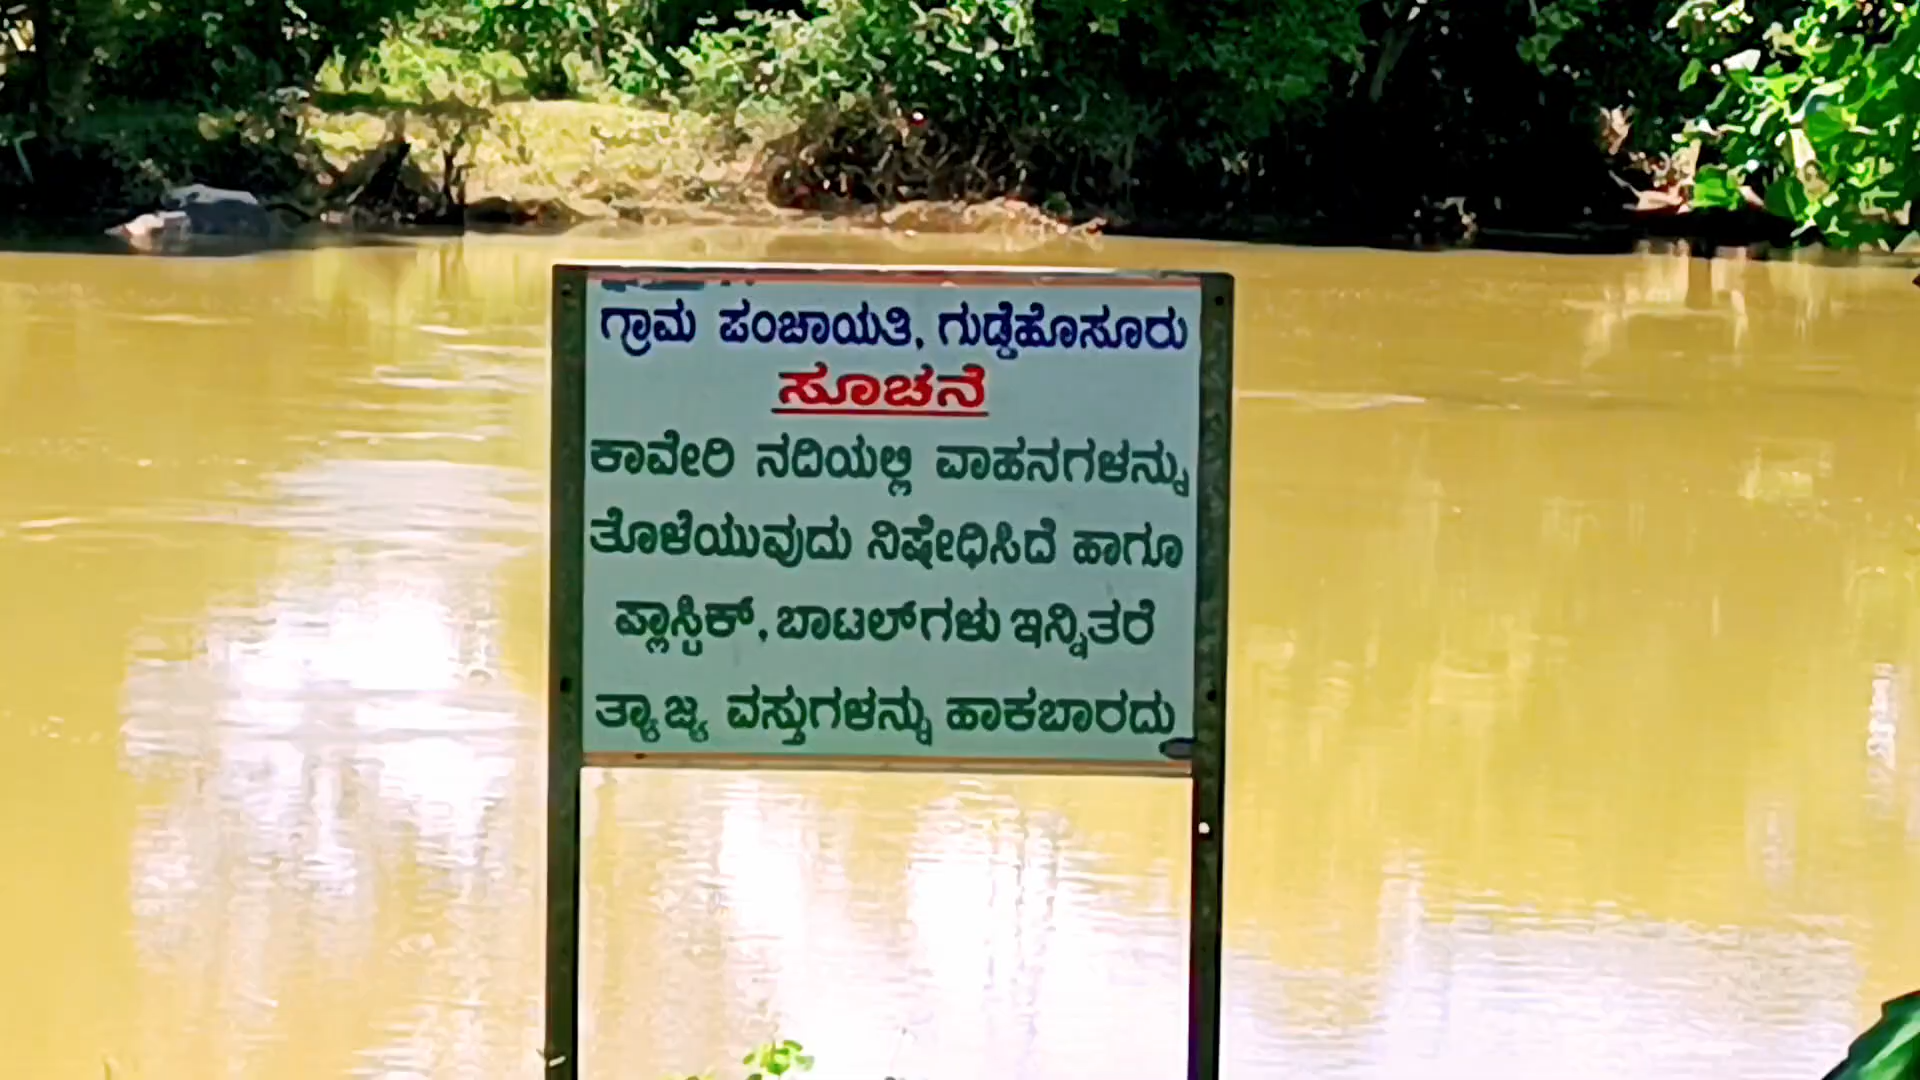 ಗ್ರಾಮ ಪಂಚಾಯತಿ, ಗುಡ್ಡೆಹೊಸೂರು
ಸೂಚನೆ
ಕಾವೇರಿ ನದಿಯಲ್ಲಿ ವಾಹನಗಳನ್ನು
ತೊಳೆಯುವುದು ನಿಷೇಧಿಸಿದೆ ಹಾಗೂ
ಪ್ಲಾಸ್ಟಿಕ್, ಬಾಟಲ್‌ಗಳು ಇನ್ನಿತರೆ
ತ್ಯಾಜ್ಯ ವಸ್ತುಗಳನ್ನು ಹಾಕಬಾರದು